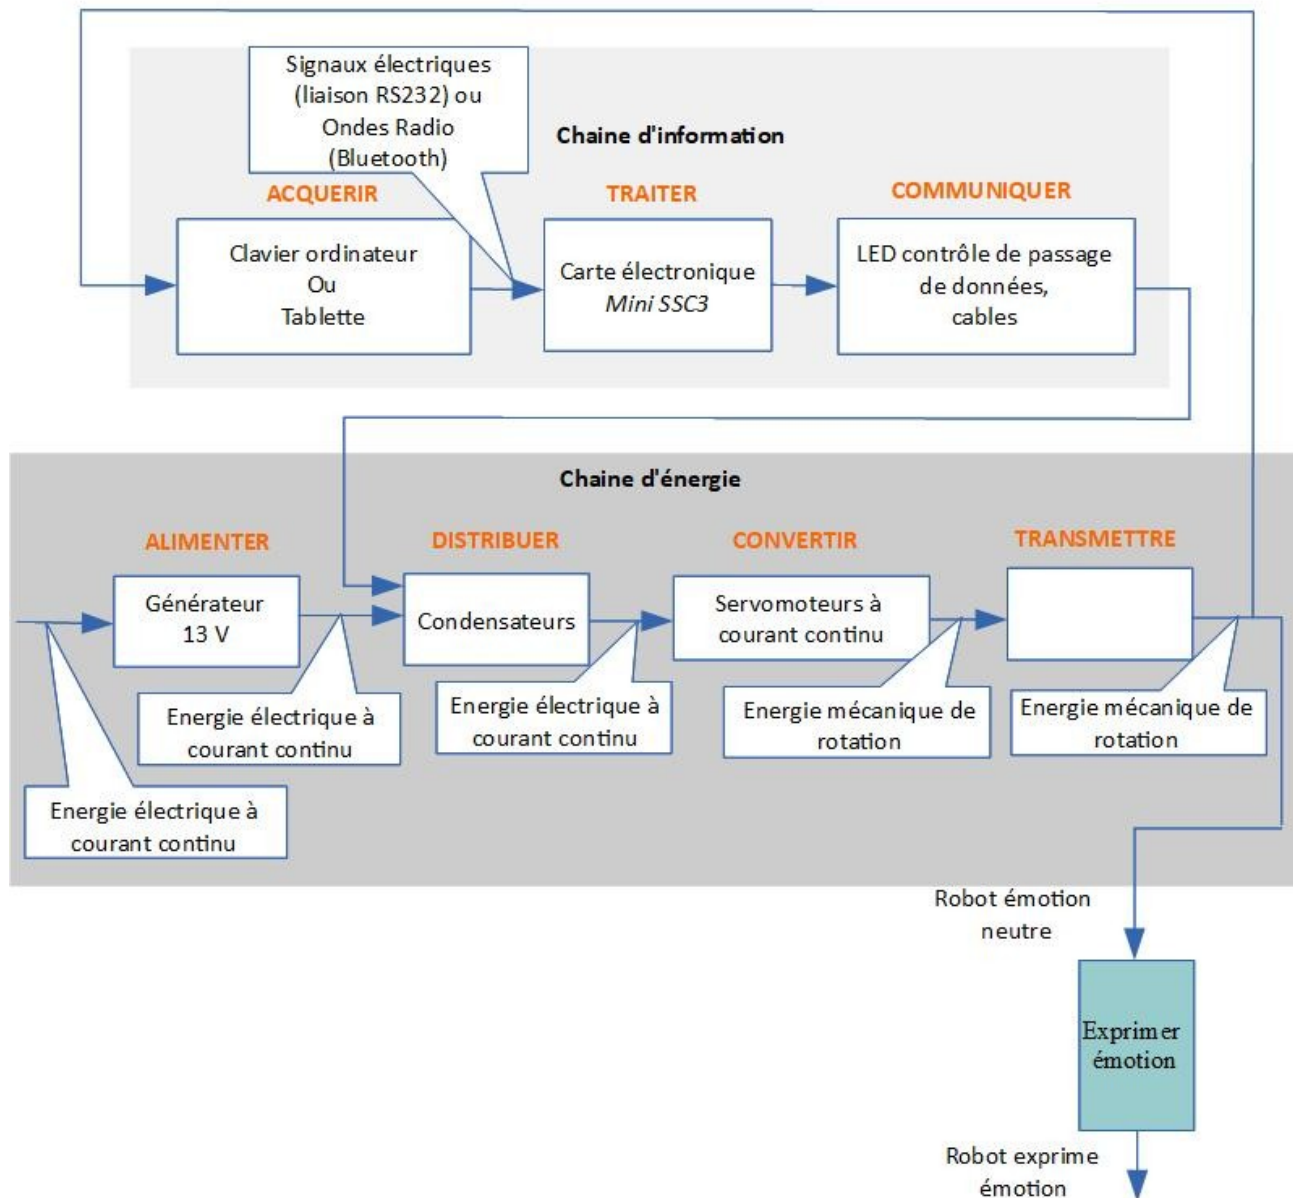 Signaux électriques
(liaison RS232) ou
Ondes Radio
(Bluetooth)
Chaine d'information
ACQUERIR
TRAITER
COMMUNIQUER
Clavier ordinateur
Ou
Tablette
Carte électronique
Mini SSC3
LED contrôle de passage
de données,
cables
Chaine d'énergie
ALIMENTER
DISTRIBUER
CONVERTIR
TRANSMETTRE
Générateur
13 V
Condensateurs
Servomoteurs à
courant continu
Energie électrique à
courant continu
Energie électrique à
courant continu
Energie électrique à
courant continu
Energie mécanique de
rotation
Energie mécanique de
rotation
Robot émotion
neutre
Exprimer
émotion
Robot exprime
émotion